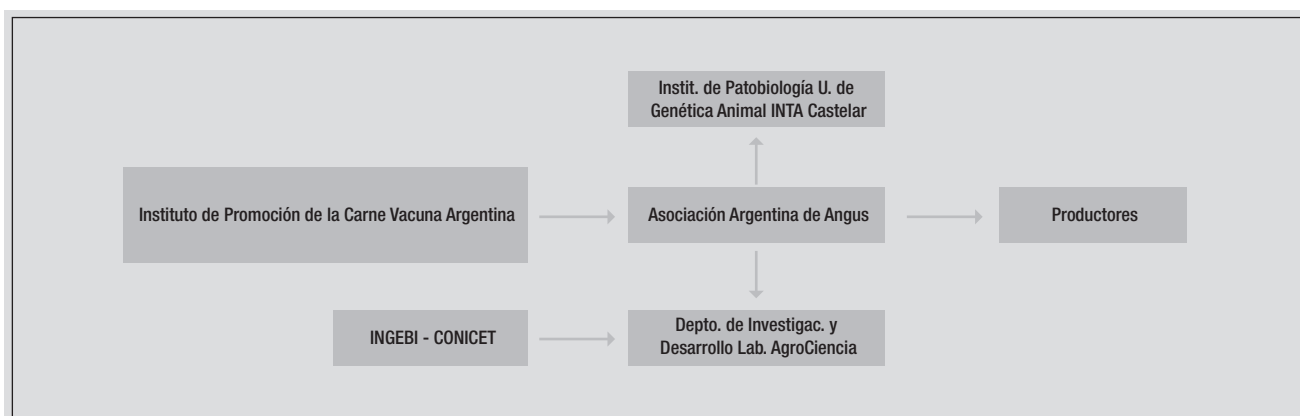 Instit. de Patobiología U. de
Genética Animal INTA Castelar
Instituto de Promoción de la Carne Vacuna Argentina
Asociación Argentina de Angus
Productores
INGEBI - CONICET
Depto. de Investigac. y
Desarrollo Lab. AgroCiencia